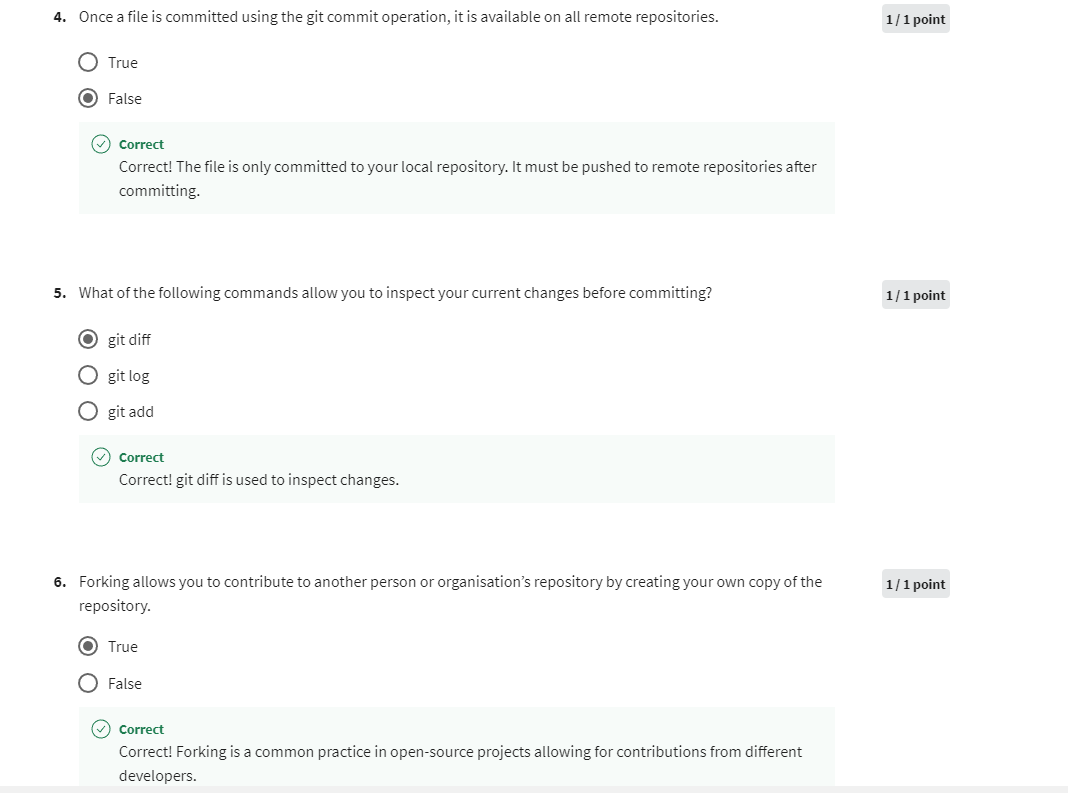 4. Once a file is committed using the git commit operation, it is available on all remote repositories.
1 / 1 point
True
False
Correct
Correct! The file is only committed to your local repository. It must be pushed to remote repositories after
committing.
5. What of the following commands allow you to inspect your current changes before committing?
1 / 1 point
git diff
git log
git add
Correct
Correct! git diff is used to inspect changes.
6. Forking allows you to contribute to another person or organisation's repository by creating your own copy of the
repository.
1 / 1 point
True
False
Correct
Correct! Forking is a common practice in open-source projects allowing for contributions from different
developers.